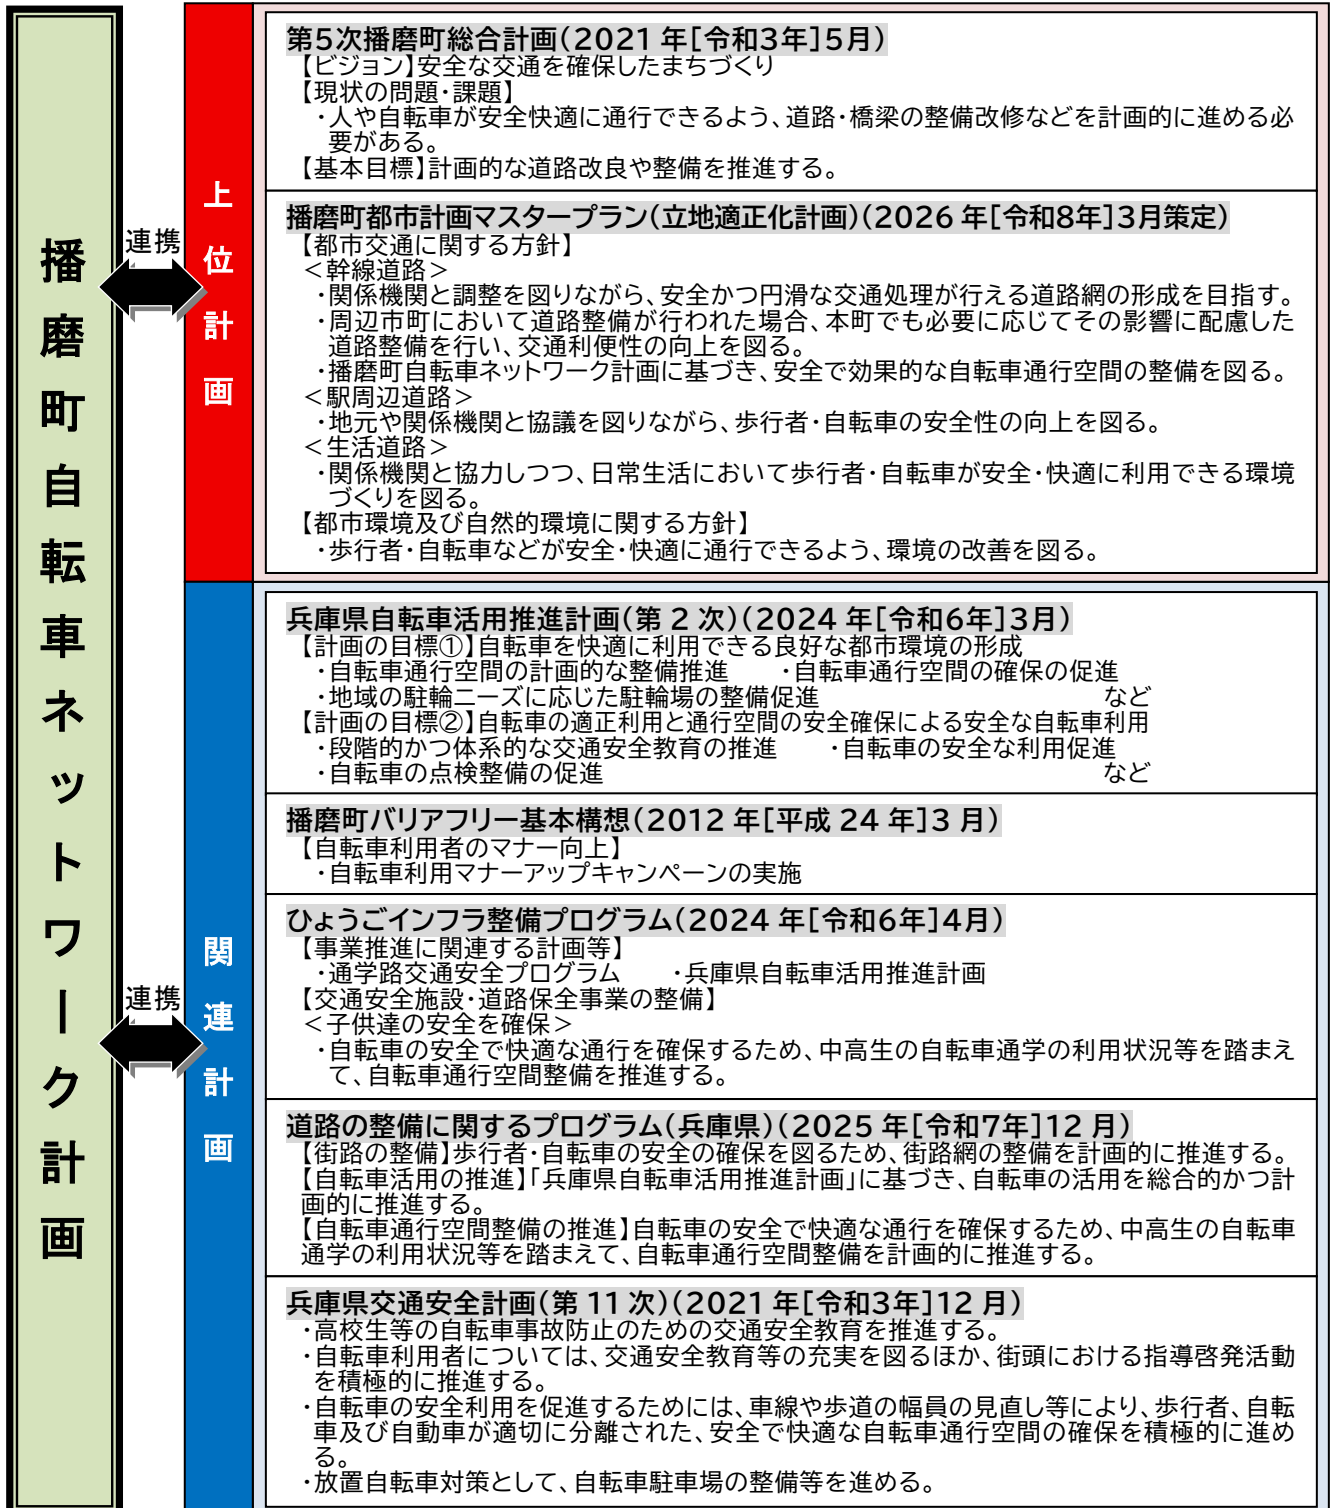 播磨町自転車ネットワーク計画
連携
上位計画
第5次播磨町総合計画(2021年[令和3年]5月)
【ビジョン】安全な交通を確保したまちづくり
【現状の問題・課題】
・人や自転車が安全快適に通行できるよう、道路・橋梁の整備改修などを計画的に進める必
要がある。
【基本目標】計画的な道路改良や整備を推進する。
播磨町都市計画マスタープラン(立地適正化計画)(2026年[令和8年]3月策定)
【都市交通に関する方針】
＜幹線道路＞
・関係機関と調整を図りながら、安全かつ円滑な交通処理が行える道路網の形成を目指す。
・周辺市町において道路整備が行われた場合、本町でも必要に応じてその影響に配慮した
道路整備を行い、交通利便性の向上を図る。
・播磨町自転車ネットワーク計画に基づき、安全で効果的な自転車通行空間の整備を図る。
＜駅周辺道路＞
・地元や関係機関と協議を図りながら、歩行者・自転車の安全性の向上を図る。
＜生活道路＞
・関係機関と協力しつつ、日常生活において歩行者・自転車が安全・快適に利用できる環境
づくりを図る。
【都市環境及び自然的環境に関する方針】
・歩行者・自転車などが安全・快適に通行できるよう、環境の改善を図る。
連携
関連計画
兵庫県自転車活用推進計画(第2次)(2024年[令和6年]3月)
【計画の目標①】自転車を快適に利用できる良好な都市環境の形成
・自転車通行空間の計画的な整備推進　・自転車通行空間の確保の促進
・地域の駐輪ニーズに応じた駐輪場の整備促進　など
【計画の目標②】自転車の適正利用と通行空間の安全確保による安全な自転車利用
・段階的かつ体系的な交通安全教育の推進　・自転車の安全な利用促進
・自転車の点検整備の促進　など
播磨町バリアフリー基本構想(2012年[平成24年]3月)
【自転車利用者のマナー向上】
・自転車利用マナーアップキャンペーンの実施
ひょうごインフラ整備プログラム(2024年[令和6年]4月)
【事業推進に関連する計画等】
・通学路交通安全プログラム　・兵庫県自転車活用推進計画
【交通安全施設・道路保全事業の整備】
＜子供達の安全を確保＞
・自転車の安全で快適な通行を確保するため、中高生の自転車通学の利用状況等を踏まえ
て、自転車通行空間整備を推進する。
道路の整備に関するプログラム(兵庫県)(2025年[令和7年]12月)
【街路の整備】歩行者・自転車の安全の確保を図るため、街路網の整備を計画的に推進する。
【自転車活用の推進】「兵庫県自転車活用推進計画」に基づき、自転車の活用を総合的かつ計
画的に推進する。
【自転車通行空間整備の推進】自転車の安全で快適な通行を確保するため、中高生の自転車
通学の利用状況等を踏まえて、自転車通行空間整備を計画的に推進する。
兵庫県交通安全計画(第11次)(2021年[令和3年]12月)
・高校生等の自転車事故防止のための交通安全教育を推進する。
・自転車利用者については、交通安全教育等の充実を図るほか、街頭における指導啓発活動
を積極的に推進する。
・自転車の安全利用を促進するためには、車線や歩道の幅員の見直し等により、歩行者、自転
車及び自動車が適切に分離された、安全で快適な自転車通行空間の確保を積極的に進め
る。
・放置自転車対策として、自転車駐車場の整備等を進める。